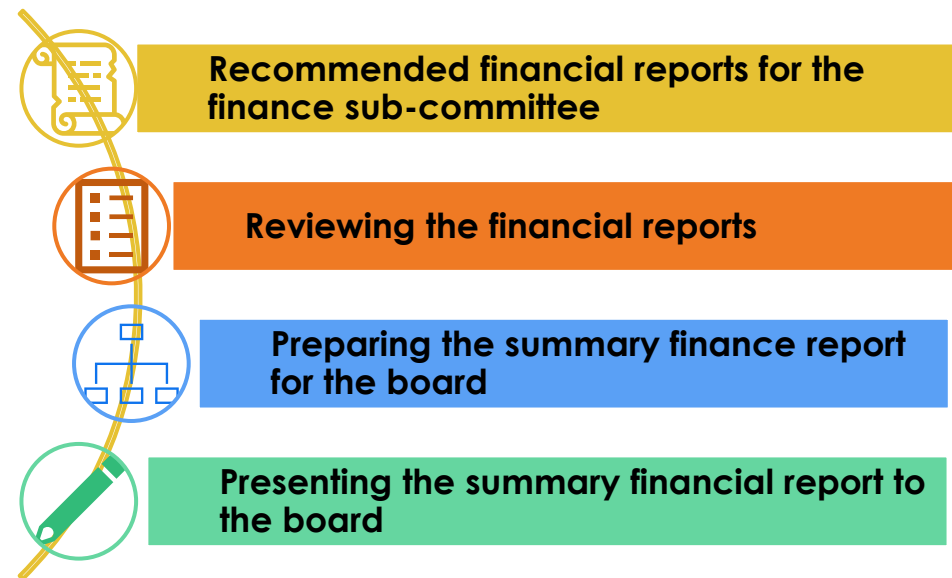 Recommended financial reports for the
finance sub-committee
Reviewing the financial reports
Preparing the summary finance report
for the board
Presenting the summary financial report to
the board